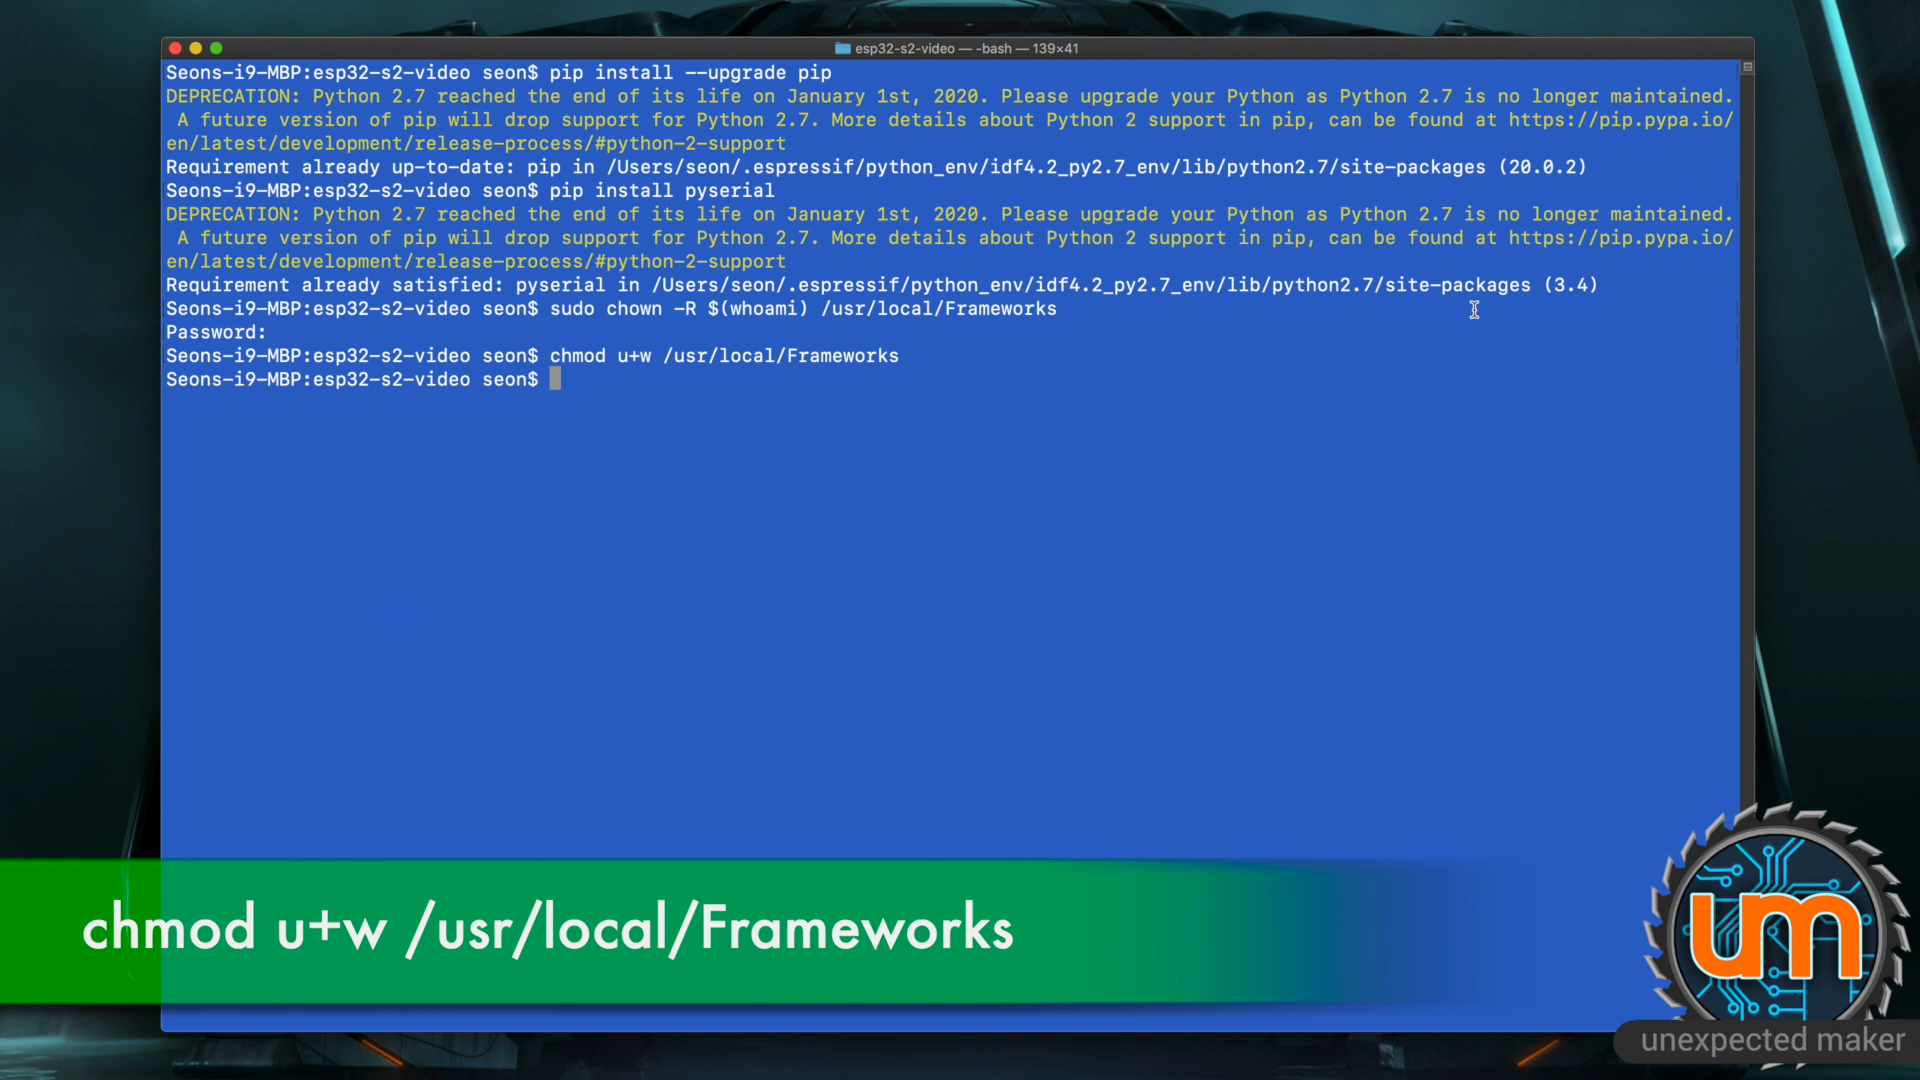 esp32-s2-video — -bash — 139×41
Seons-i9-MBP:esp32-s2-video seon$ pip install --upgrade pip
DEPRECATION: Python 2.7 reached the end of its life on January 1st, 2020. Please upgrade your Python as Python 2.7 is no longer maintained.
A future version of pip will drop support for Python 2.7. More details about Python 2 support in pip, can be found at https://pip.pypa.io/
en/latest/development/release-process/#python-2-support
Requirement already up-to-date: pip in /Users/seon/.espressif/python_env/idf4.2_py2.7_env/lib/python2.7/site-packages (20.0.2)
Seons-i9-MBP:esp32-s2-video seon$ pip install pyserial
DEPRECATION: Python 2.7 reached the end of its life on January 1st, 2020. Please upgrade your Python as Python 2.7 is no longer maintained.
A future version of pip will drop support for Python 2.7. More details about Python 2 support in pip, can be found at https://pip.pypa.io/
en/latest/development/release-process/#python-2-support
Requirement already satisfied: pyserial in /Users/seon/.espressif/python_env/idf4.2_py2.7_env/lib/python2.7/site-packages (3.4)
Seons-i9-MBP:esp32-s2-video seon$ sudo chown -R $(whoami) /usr/local/Frameworks
Password:
Seons-i9-MBP:esp32-s2-video seon$ chmod u+w /usr/local/Frameworks
Seons-i9-MBP:esp32-s2-video seon$
chmod u+w /usr/local/Frameworks
um
unexpected maker